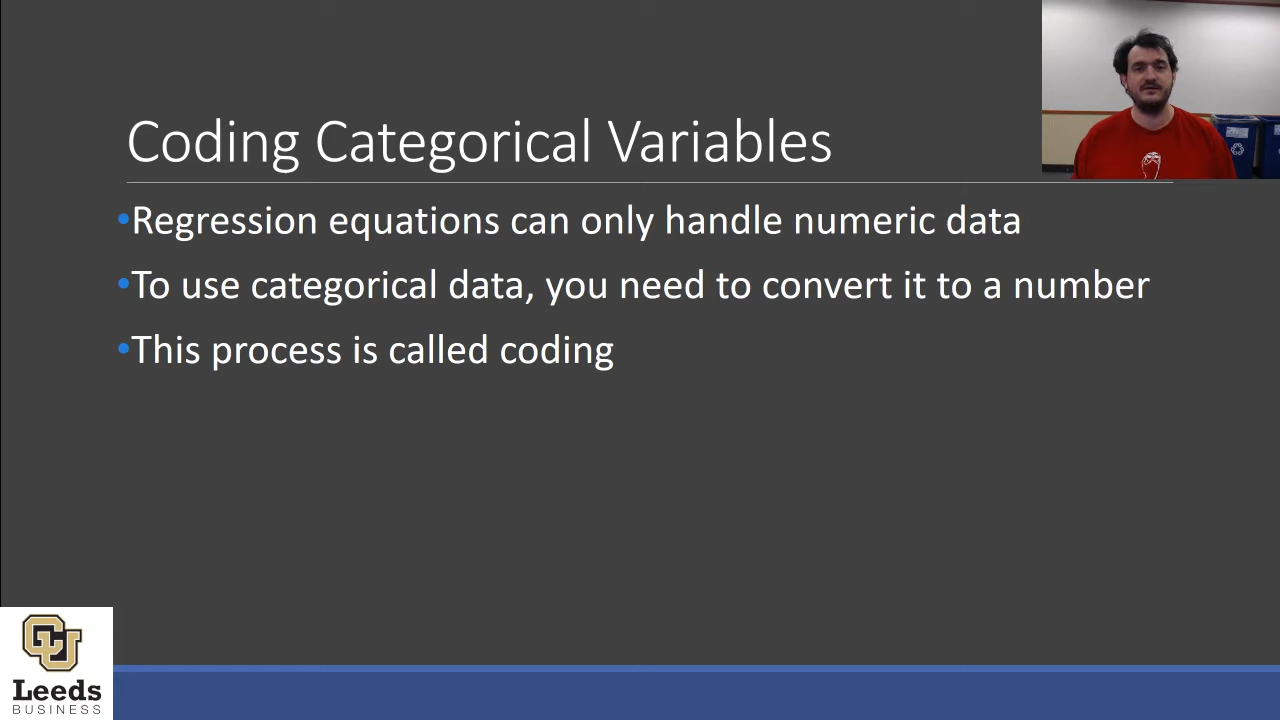 Coding Categorical Variables
•Regression equations can only handle numeric data
•To use categorical data, you need to convert it to a number
•This process is called coding
CU
Leeds
BUSINESS